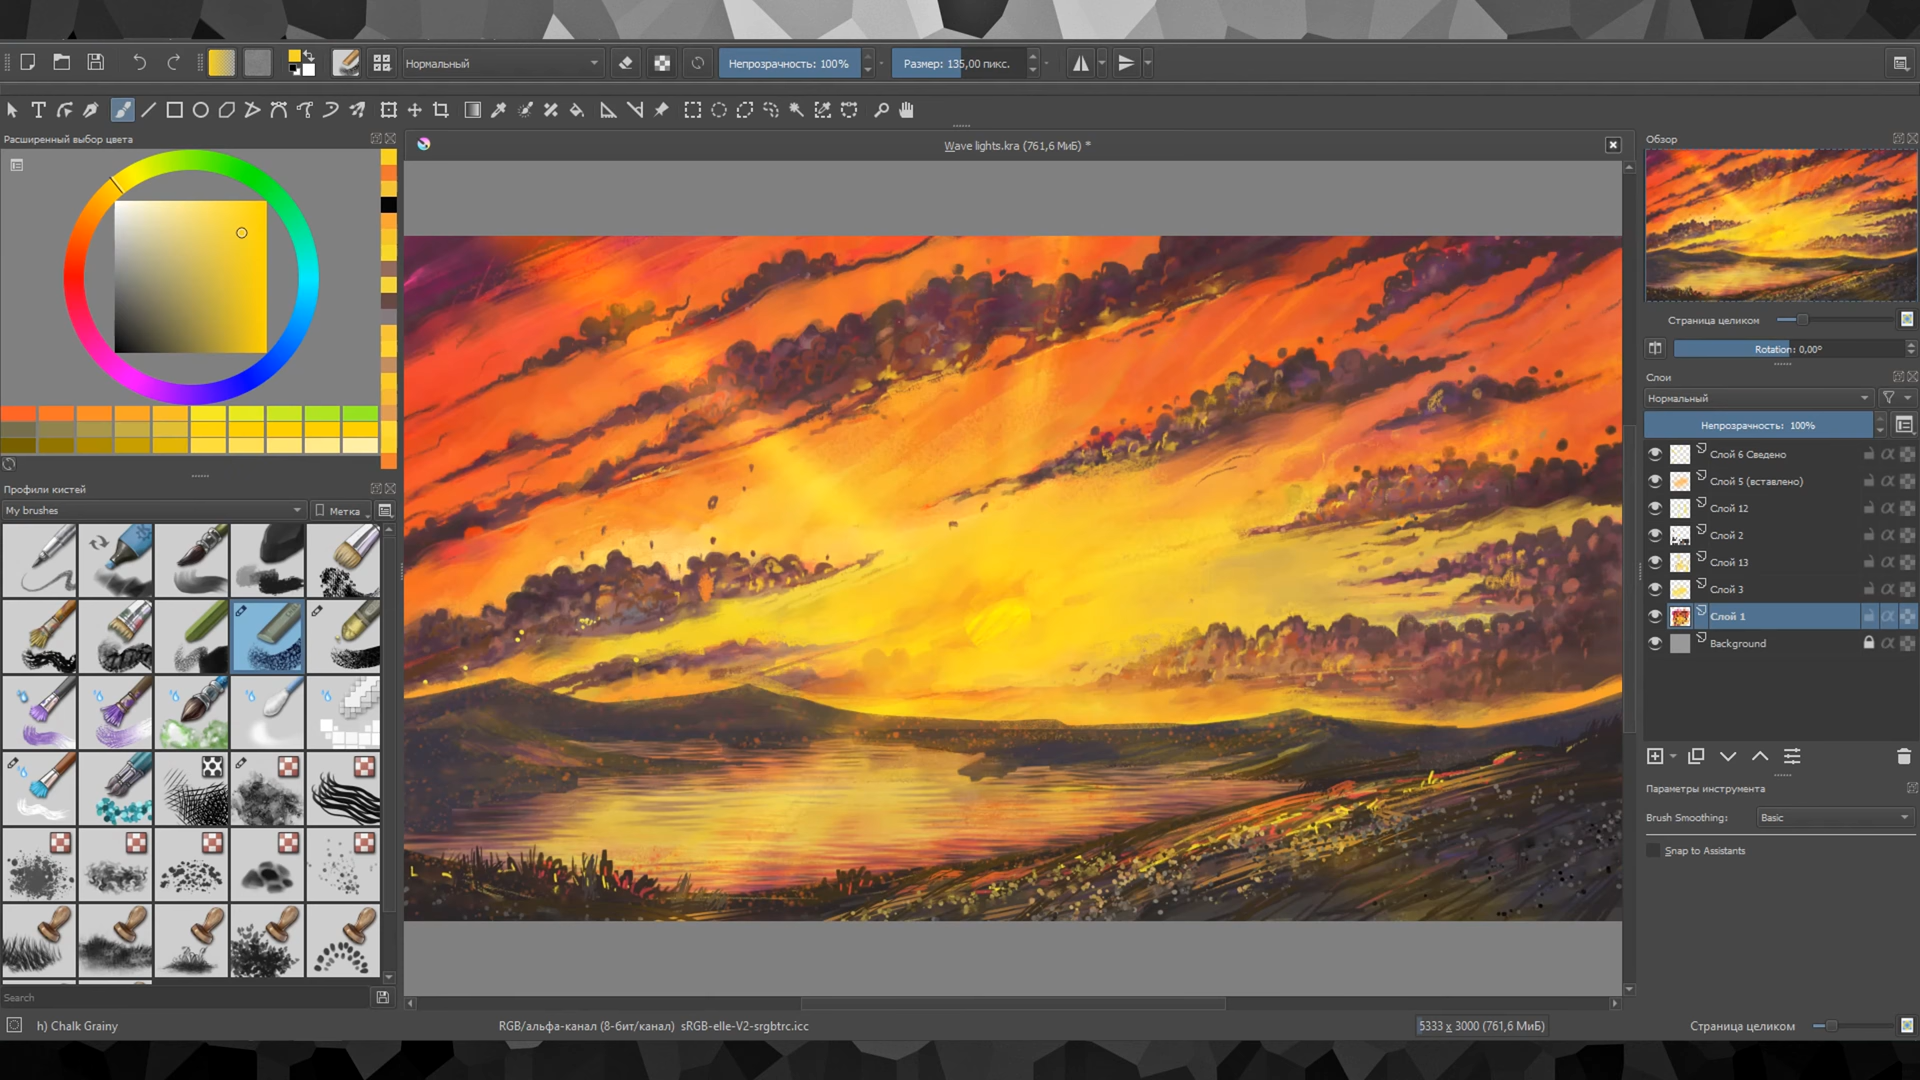 Нормальный
Непрозрачность: 100%
Размер: 135,00 пикс.
Расширенный выбор цвета
Wave lights.kra (761,6 МиБ) *
Обзор
Страница целиком
Rotation: 0,00°
Слои
Нормальный
Непрозрачность: 100%
Слой 6 Сведено
Слой 5 (вставлено)
Слой 12
Слой 2
Слой 13
Слой 3
Слой 1
Background
Профили кистей
My brushes
Метка
Параметры инструмента
Brush Smoothing:
Basic
Snap to Assistants
Search
h) Chalk Grainy
RGB/альфа-канал (8-бит/канал) sRGB-elle-V2-srgbtrc.icc
5333 x 3000 (761,6 МиБ)
Страница целиком